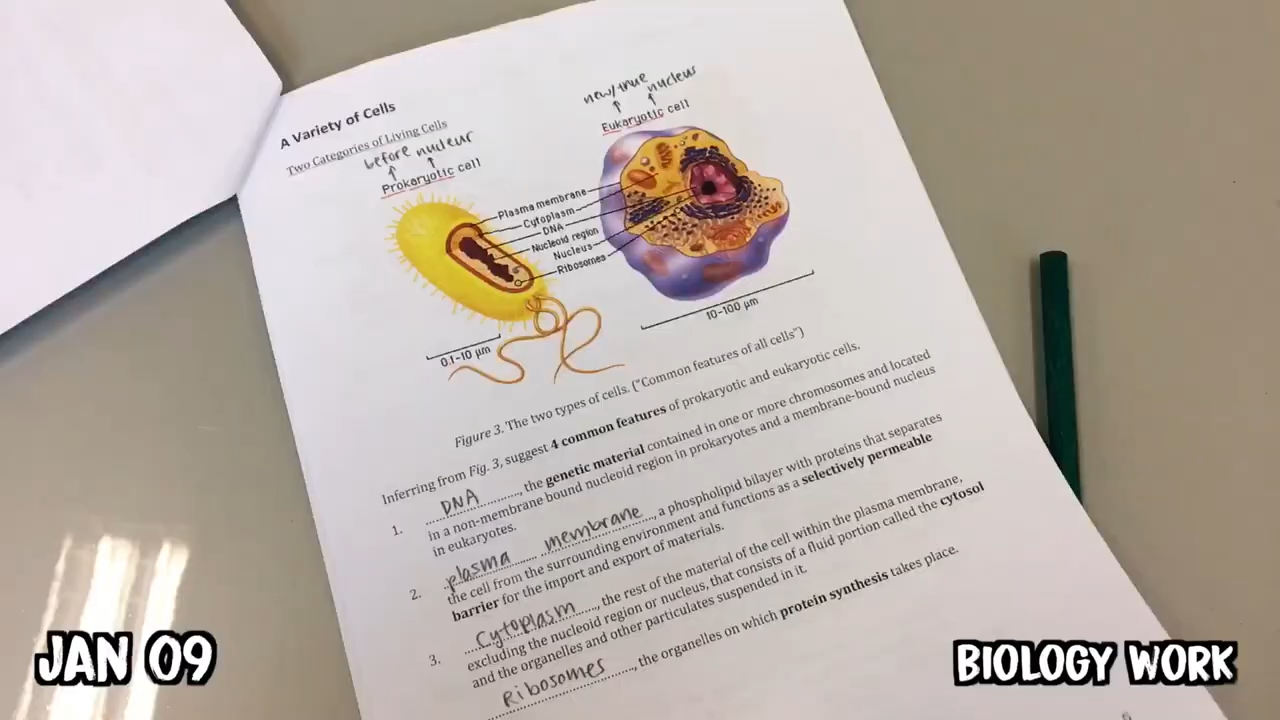 A Variety of Cells
Two Categories of Living Cells
before nucleur
Prokaryotic cell
new/true nucleus
Eukaryotic cell
Plasma membrane
Cytoplasm
DNA
Nucleoid region
Nucleus
Ribosomes
0.1-10 µm
10-100 µm
Figure 3. The two types of cells. ("Common features of all cells")
Inferring from Fig. 3, suggest 4 common features of prokaryotic and eukaryotic cells.
1. DNA, the genetic material contained in one or more chromosomes and located
in a non-membrane bound nucleoid region in prokaryotes and a membrane-bound nucleus
in eukaryotes.
2. plasma membrane, a phospholipid bilayer with proteins that separates
the cell from the surrounding environment and functions as a selectively permeable
barrier for the import and export of materials.
3. Cytoplasm, the rest of the material of the cell within the plasma membrane,
excluding the nucleoid region or nucleus, that consists of a fluid portion called the cytosol
and the organelles and other particulates suspended in it.
Ribosomes, the organelles on which protein synthesis takes place.
JAN 09
BIOLOGY WORK